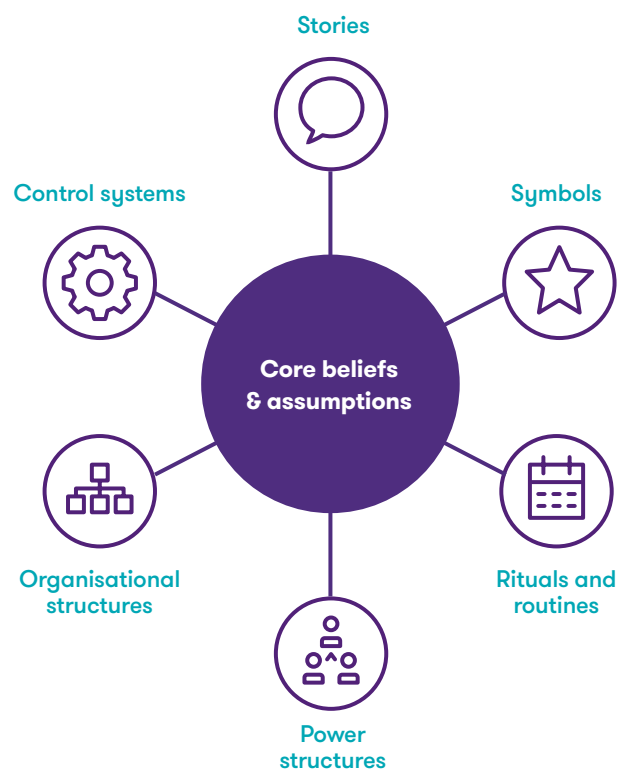 Stories
Control systems
Symbols
Core beliefs
& assumptions
Organisational
structures
Rituals and
routines
Power
structures